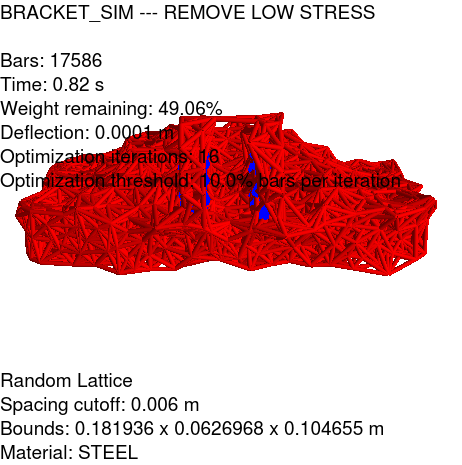 BRACKET_SIM --- REMOVE LOW STRESS
Bars: 17586
Time: 0.82 s
Weight remaining: 49.06%
Deflection: 0.0001 m
Optimization iterations: 16
Optimization threshold: 10.0% bars per iteration
Random Lattice
Spacing cutoff: 0.006 m
Bounds: 0.181936 x 0.0626968 x 0.104655 m
Material: STEEL